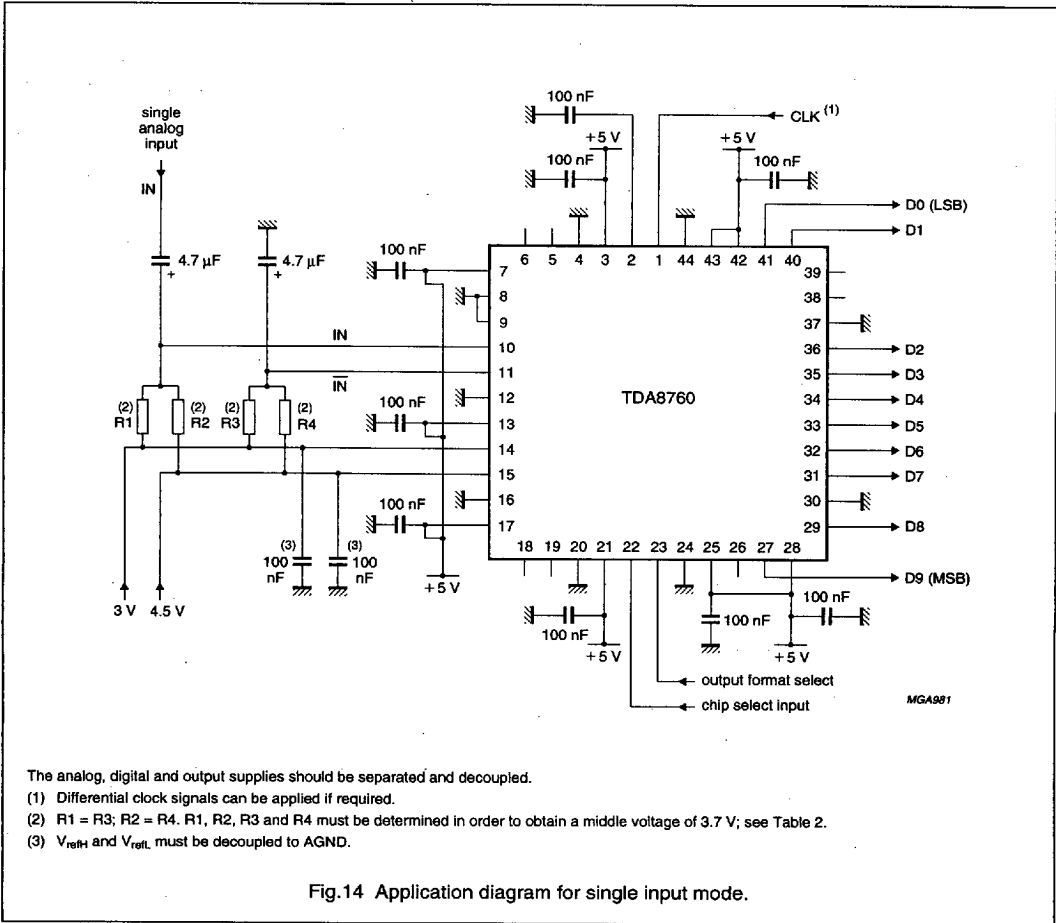 single
analog
input
IN
4.7 μF
+
4.7 μF
+
100 nF
100 nF
CLK (1)
+5 V
+5 V
100 nF
100 nF
D0 (LSB)
D1
6 5 4 3 2 1 44 43 42 41 40
100 nF
7
8
9
IN
10
I̅N̅
11
12
100 nF
13
14
15
16
100 nF
17
TDA8760
39
38
37
36 D2
35 D3
34 D4
33 D5
32 D6
31 D7
30
29 D8
18 19 20 21 22 23 24 25 26 27 28
D9 (MSB)
(2) R1
(2) R2
(2) R3
(2) R4
(3) 100 nF
(3) 100 nF
3 V
4.5 V
+5 V
100 nF
+5 V
100 nF
100 nF
+5 V
output format select
chip select input
MGA981
The analog, digital and output supplies should be separated and decoupled.
(1) Differential clock signals can be applied if required.
(2) R1 = R3; R2 = R4. R1, R2, R3 and R4 must be determined in order to obtain a middle voltage of 3.7 V; see Table 2.
(3) VrefH and VrefL must be decoupled to AGND.
Fig.14 Application diagram for single input mode.